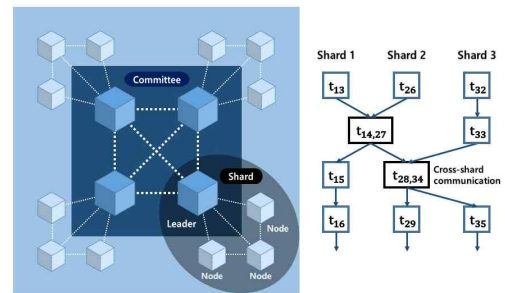 Committee
Shard
Leader
Node
Node
Node
Shard 1 Shard 2 Shard 3
t13 t26 t32
t14,27 t33
t15 t28,34 Cross-shard
communication
t16 t29 t35